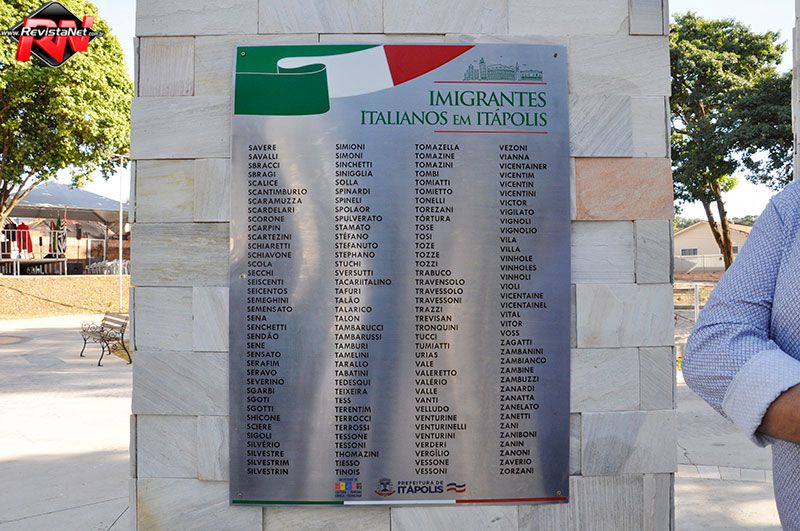 www.RevistaNet.com.br
RN
IMIGRANTES
ITALIANOS EM ITÁPOLIS
SAVERE
SAVALLI
SBRACCI
SBRAGI
SCALICE
SCANTIMBURLO
SCARAMUZZA
SCARDELARI
SCORONE
SCARPIN
SCARTEZINI
SCHIARETTI
SCHIAVONE
SCOLA
SECCHI
SEISCENTI
SEICENTOS
SEMEGHINI
SEMENSATO
SENA
SENCHETTI
SENDÃO
SENE
SENSATO
SERAFIM
SERAVO
SEVERINO
SGARBI
SGOTI
SGOTTI
SHICONE
SCIERE
SIGOLI
SILVÉRIO
SILVESTRE
SILVESTRIM
SILVESTRIN
SIMIONI
SIMONI
SINCHETTI
SINIGGLIA
SOLLA
SPINARDI
SPINELI
SPOLAOR
SPULVERATO
STAMATO
STÉFANO
STEFANUTO
STEPHANO
STUCHI
SVERSUTTI
TACARITALINO
TAFURI
TALÃO
TALARICO
TALON
TAMBARUCCI
TAMBARUSSI
TAMBURI
TAMELINI
TARALLO
TABATINI
TEDESQUI
TEIXEIRA
TESS
TERENTIM
TERROCCI
TERROSSI
TESSONE
TESSONI
THOMAZINI
TIESSO
TINOIS
TOMAZELLA
TOMAZINE
TOMAZINI
TOMBI
TOMIATTI
TOMIETTO
TONELLI
TOREZANI
TÓRTURA
TOSE
TOSI
TOZE
TOZZE
TOZZI
TRABUCO
TRAVENSOLO
TRAVESSOLO
TRAVESSONI
TRAZZI
TREVISAN
TRONQUINI
TUCCI
TUMIATTI
URIAS
VALE
VALERETTO
VALÉRIO
VALLE
VANTI
VELLUDO
VENTURINE
VENTURINELLI
VENTURINI
VERDERI
VERGÍLIO
VESSONE
VESSONI
VEZONI
VIANNA
VICENTAINER
VICENTIM
VICENTIN
VICENTINI
VICTOR
VIGILATO
VIGNOLI
VIGNOLIO
VILA
VILLA
VINHOLE
VINHOLES
VINHOLI
VIOLI
VICENTAINE
VICENTAINEL
VITAL
VITOR
VOSS
ZAGATTI
ZAMBANINI
ZAMBIANCO
ZAMBINE
ZAMBUZZI
ZANARDI
ZANATTA
ZANELATO
ZANETTI
ZANI
ZANIBONI
ZANIN
ZANONI
ZAVERIO
ZORZANI
PREFEITURA DE
ITÁPOLIS